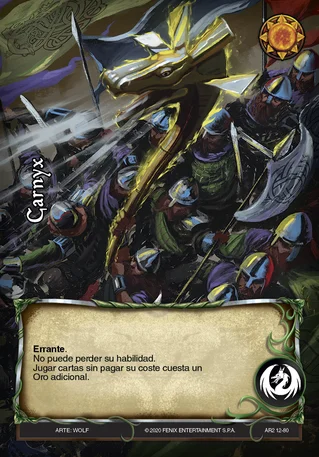 Carnyx
Errante.
No puede perder su habilidad.
Jugar cartas sin pagar su coste cuesta un
Oro adicional.
ARTE: WOLF
© 2020 FENIX ENTERTAINMENT S.P.A.
AR2 12-80